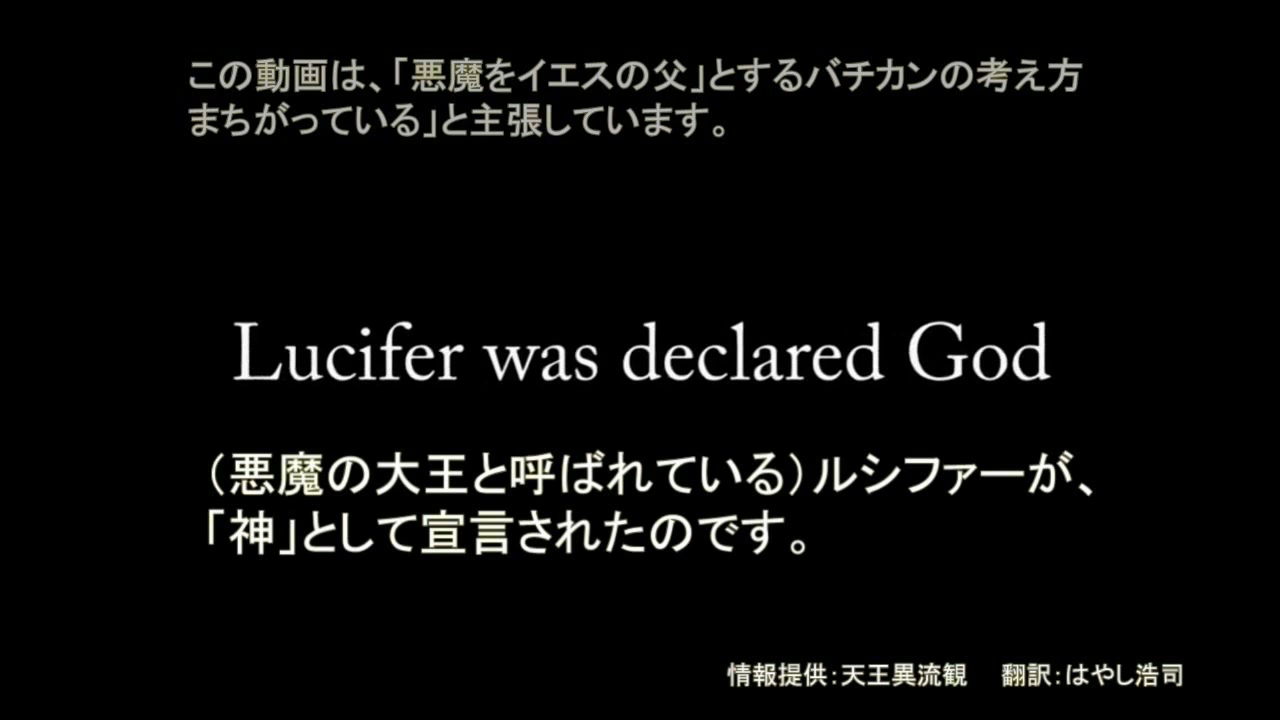 この動画は、「悪魔をイエスの父」とするバチカンの考え方
まちがっている」と主張しています。
Lucifer was declared God
（悪魔の大王と呼ばれている）ルシファーが、
「神」として宣言されたのです。
情報提供：天王異流観　翻訳：はやし浩司